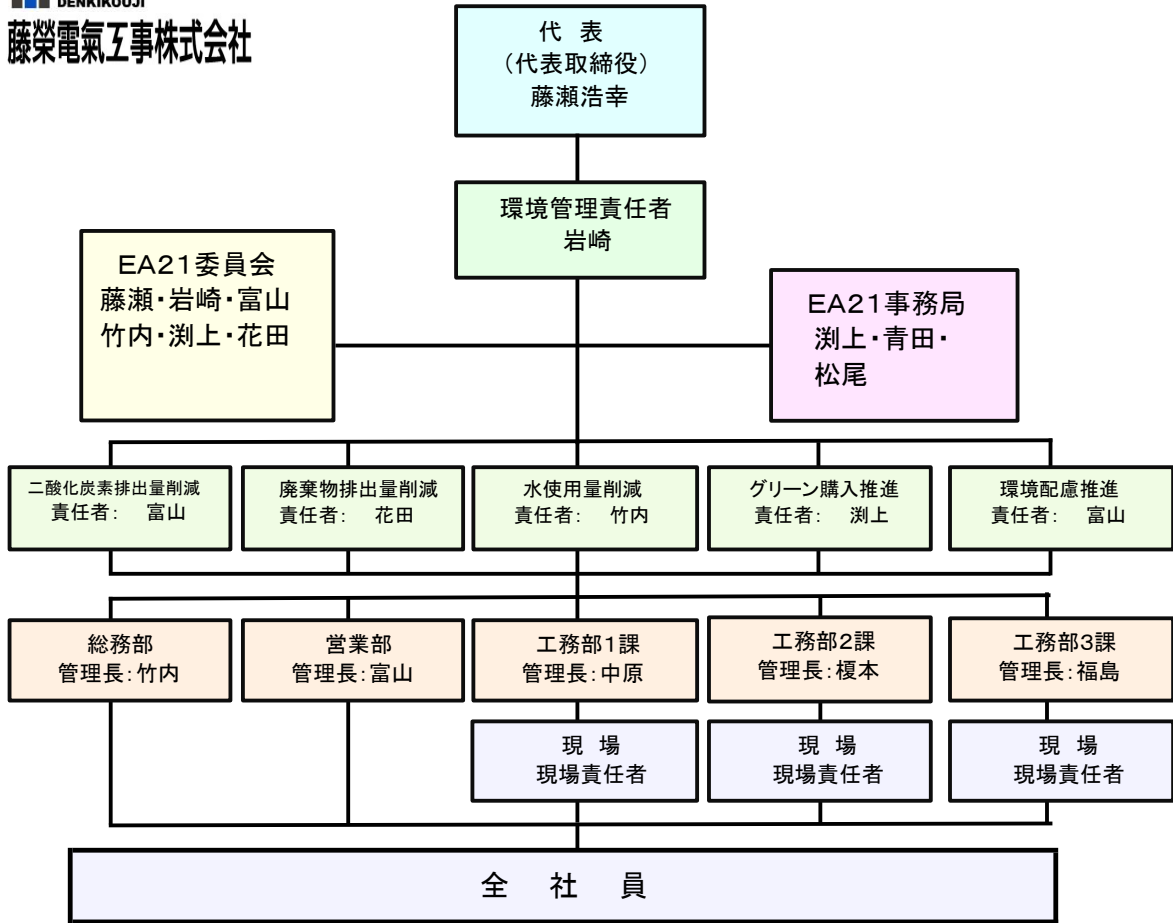 DENKIKOUJI
藤榮電氣工事株式会社
代 表
（代表取締役）
藤瀬浩幸
環境管理責任者
岩崎
EA21委員会
藤瀬・岩崎・富山
竹内・渕上・花田
EA21事務局
渕上・青田・
松尾
二酸化炭素排出量削減
責任者： 富山
廃棄物排出量削減
責任者： 花田
水使用量削減
責任者： 竹内
グリーン購入推進
責任者： 渕上
環境配慮推進
責任者： 富山
総務部
管理長：竹内
営業部
管理長：富山
工務部1課
管理長：中原
工務部2課
管理長：榎本
工務部3課
管理長：福島
現 場
現場責任者
現 場
現場責任者
現 場
現場責任者
全 社 員